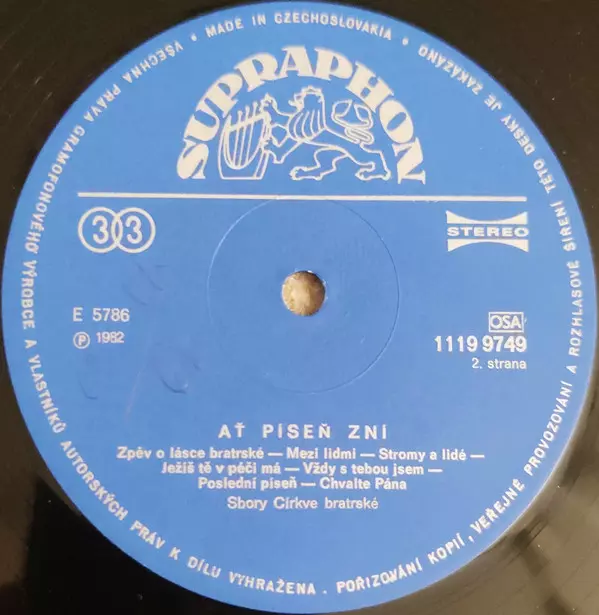 VŠECHNA PRÁVA GRAMOFONOVÉHO VÝROBCE A VLASTNÍKŮ AUTORSKÝCH PRÁV K DÍLU VYHRAŽENA. POŘIZOVÁNÍ KOPIÍ, VEŘEJNÉ PROVOZOVÁNÍ A ROZHLASOVÉ ŠÍŘENÍ TÉTO DESKY JE ZAKÁZÁNO • MADE IN CZECHOSLOVAKIA •
SUPRAPHON
33
STEREO
E 5786
℗ 1982
OSA
1119 9749
2. strana
AŤ PÍSEŇ ZNÍ
Zpěv o lásce bratrské — Mezi lidmi — Stromy a lidé —
Ježíš tě v péči má — Vždy s tebou jsem —
Poslední píseň — Chvalte Pána
Sbory Církve bratrské